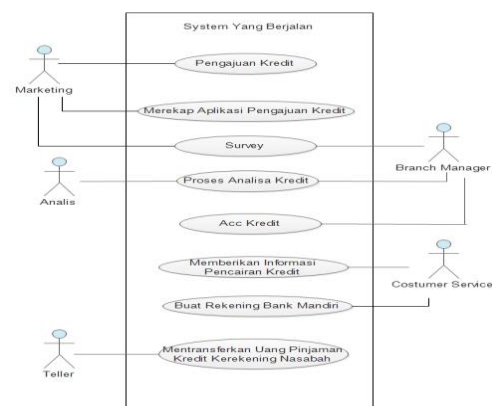 System Yang Berjalan
Pengajuan Kredit
Marketing
Merekap Aplikasi Pengajuan Kredit
Survey
Branch Manager
Proses Analisa Kredit
Analis
Acc Kredit
Memberikan Informasi
Pencairan Kredit
Costumer Service
Buat Rekening Bank Mandiri
Mentransferkan Uang Pinjaman
Kredit Kerekening Nasabah
Teller